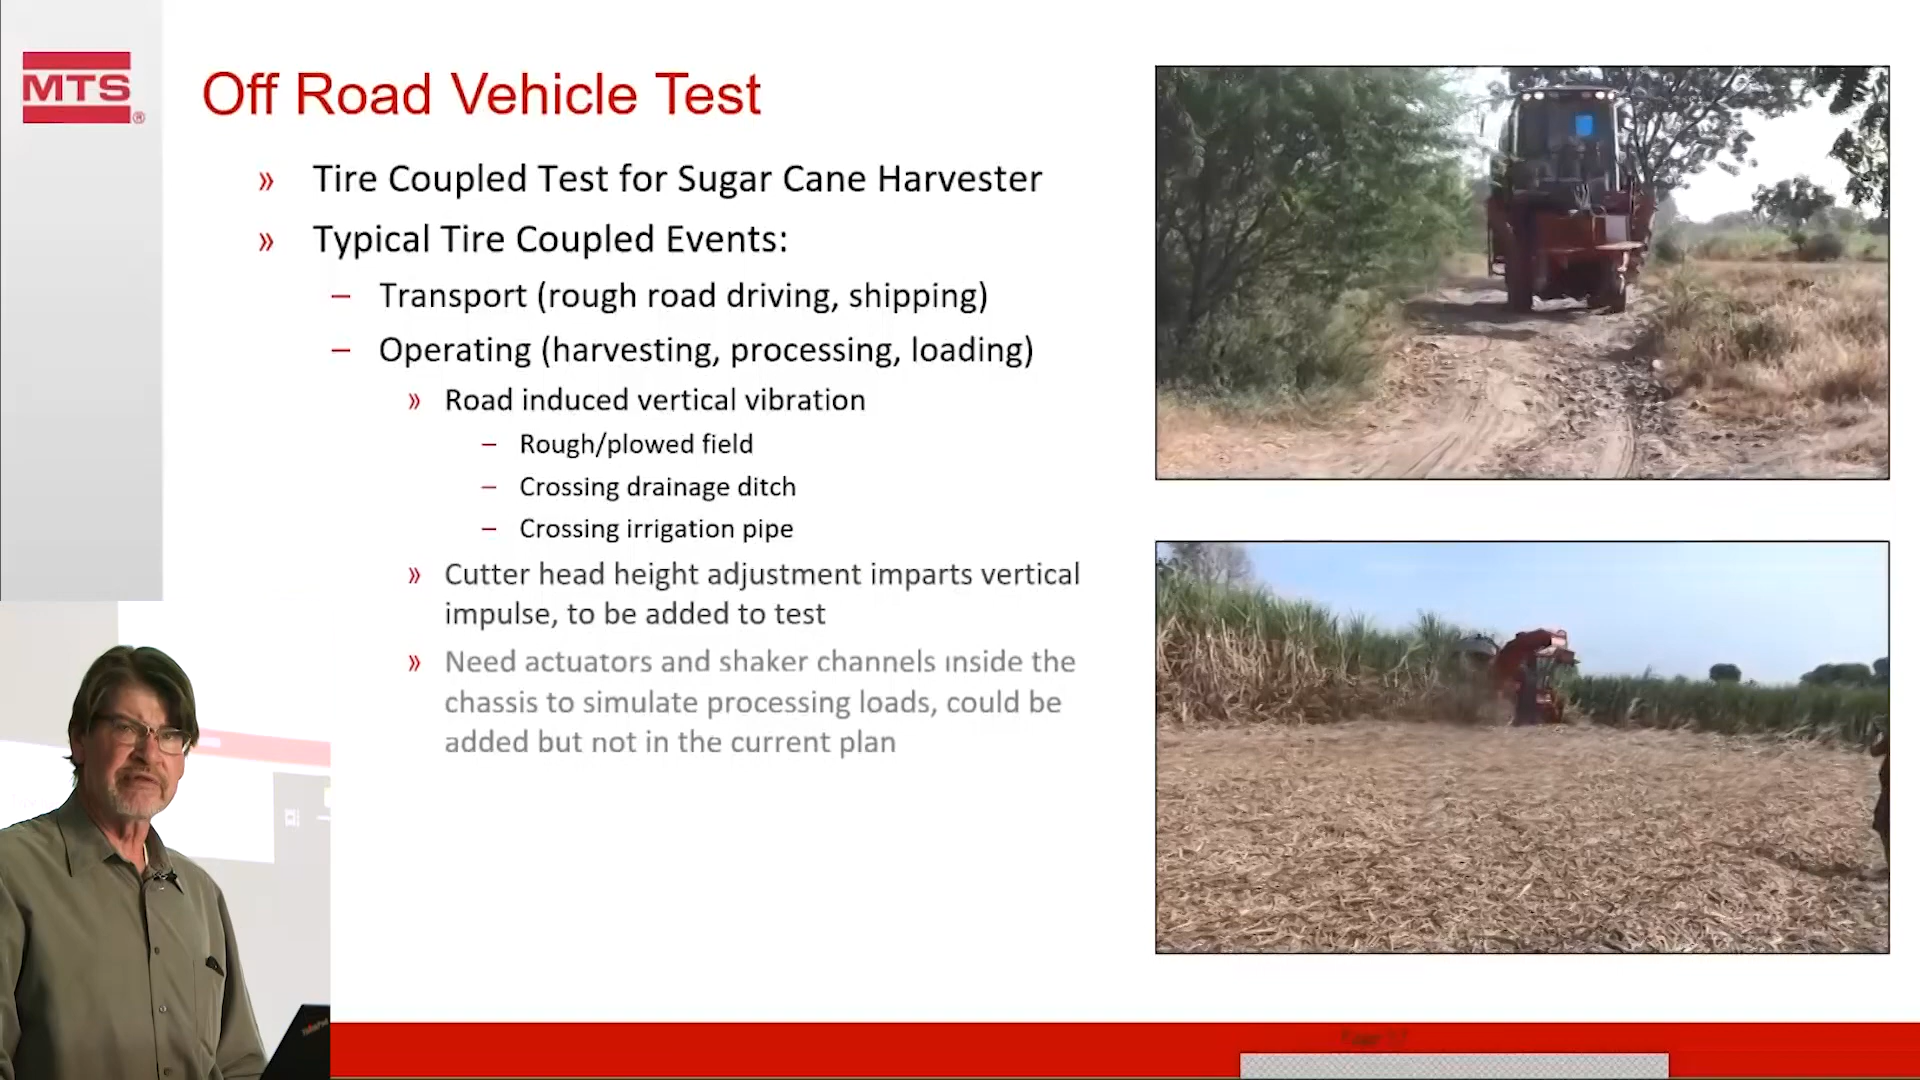 MTS
®
Off Road Vehicle Test
» Tire Coupled Test for Sugar Cane Harvester
» Typical Tire Coupled Events:
– Transport (rough road driving, shipping)
– Operating (harvesting, processing, loading)
» Road induced vertical vibration
– Rough/plowed field
– Crossing drainage ditch
– Crossing irrigation pipe
» Cutter head height adjustment imparts vertical
impulse, to be added to test
» Need actuators and shaker channels inside the
chassis to simulate processing loads, could be
added but not in the current plan
ThinkPad